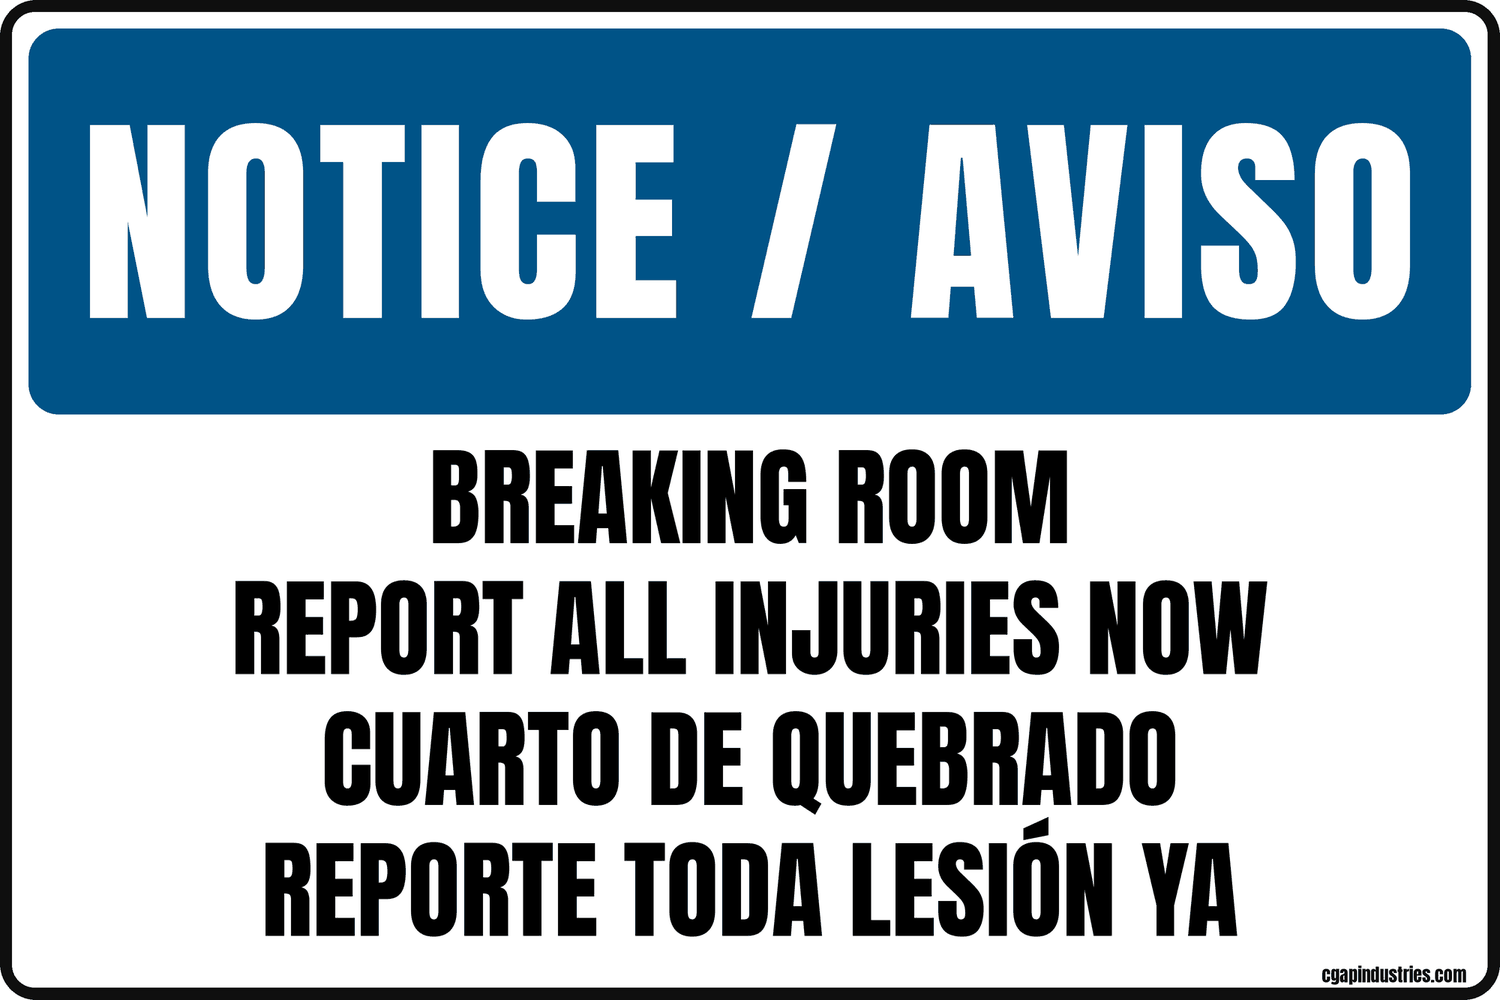 NOTICE / AVISO
BREAKING ROOM
REPORT ALL INJURIES NOW
CUARTO DE QUEBRADO
REPORTE TODA LESIÓN YA
cgapindustries.com